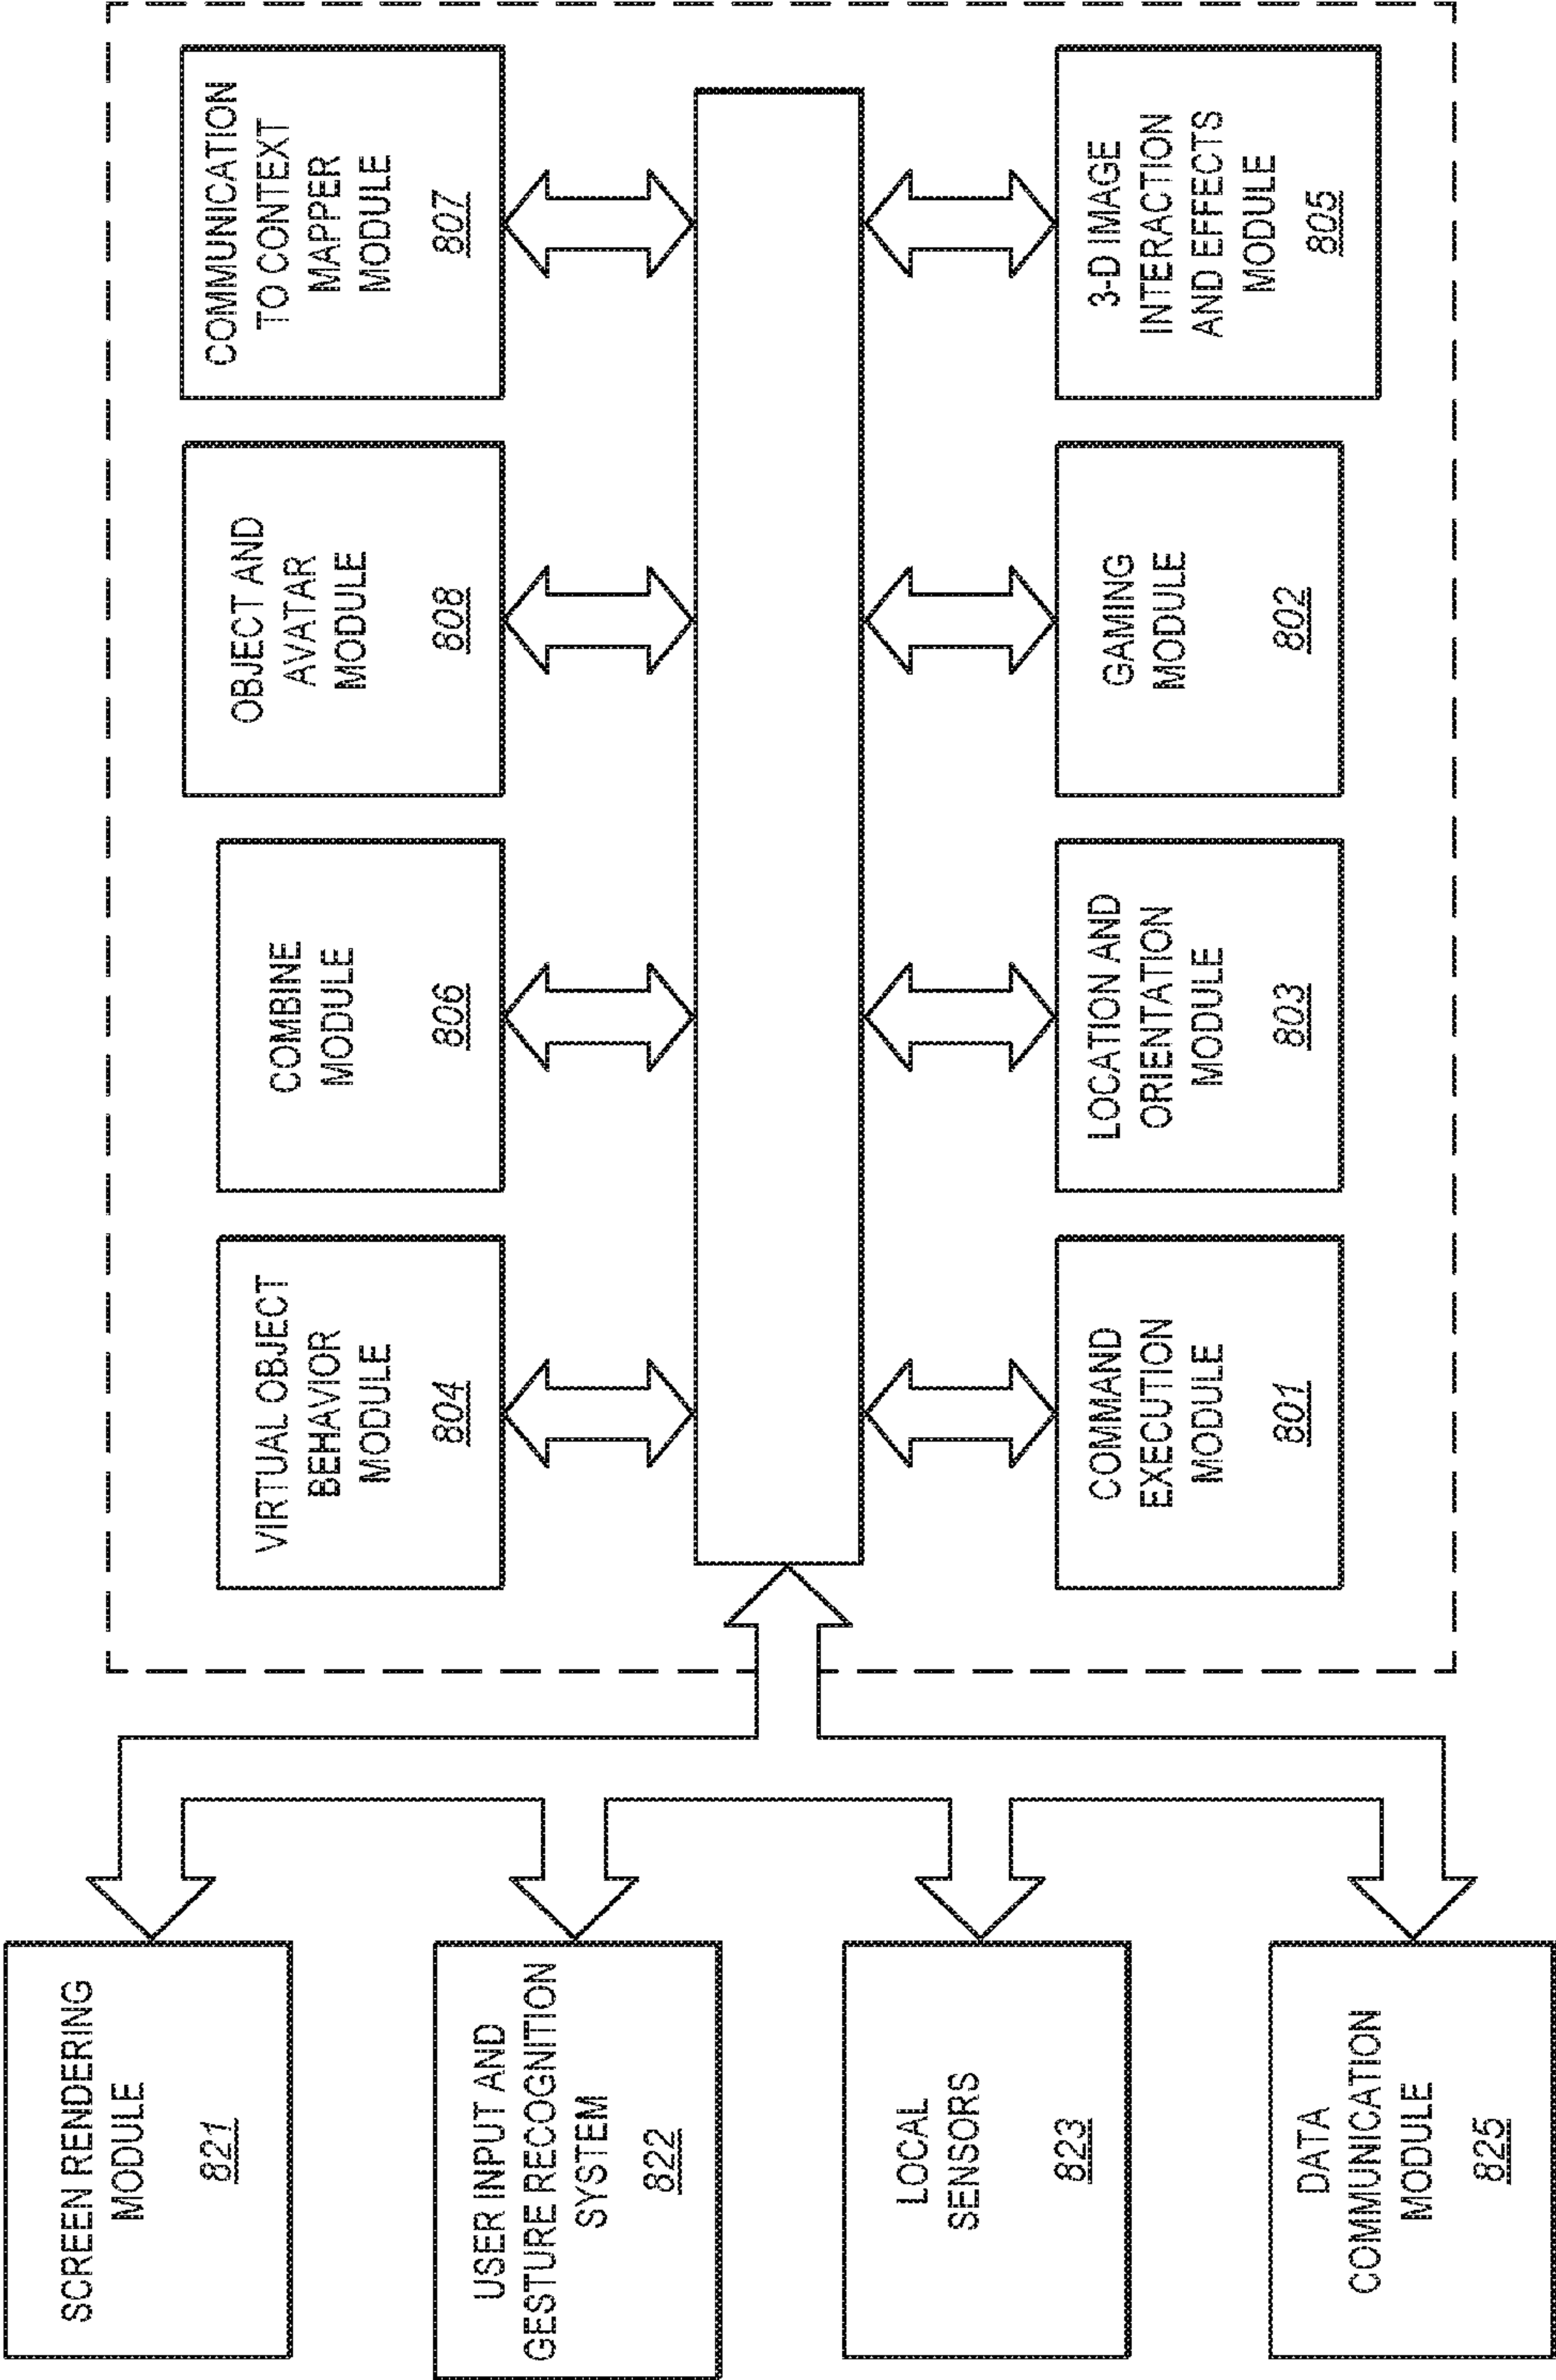 SCREEN RENDERING
MODULE
821
USER INPUT AND
GESTURE RECOGNITION
SYSTEM
822
LOCAL
SENSORS
823
DATA
COMMUNICATION
MODULE
825
VIRTUAL OBJECT
BEHAVIOR
MODULE
804
COMBINE
MODULE
806
OBJECT AND
AVATAR
MODULE
808
COMMUNICATION
TO CONTEXT
MAPPER
MODULE
807
COMMAND
EXECUTION
MODULE
801
LOCATION AND
ORIENTATION
MODULE
803
GAMING
MODULE
802
3-D IMAGE
INTERACTION
AND EFFECTS
MODULE
805